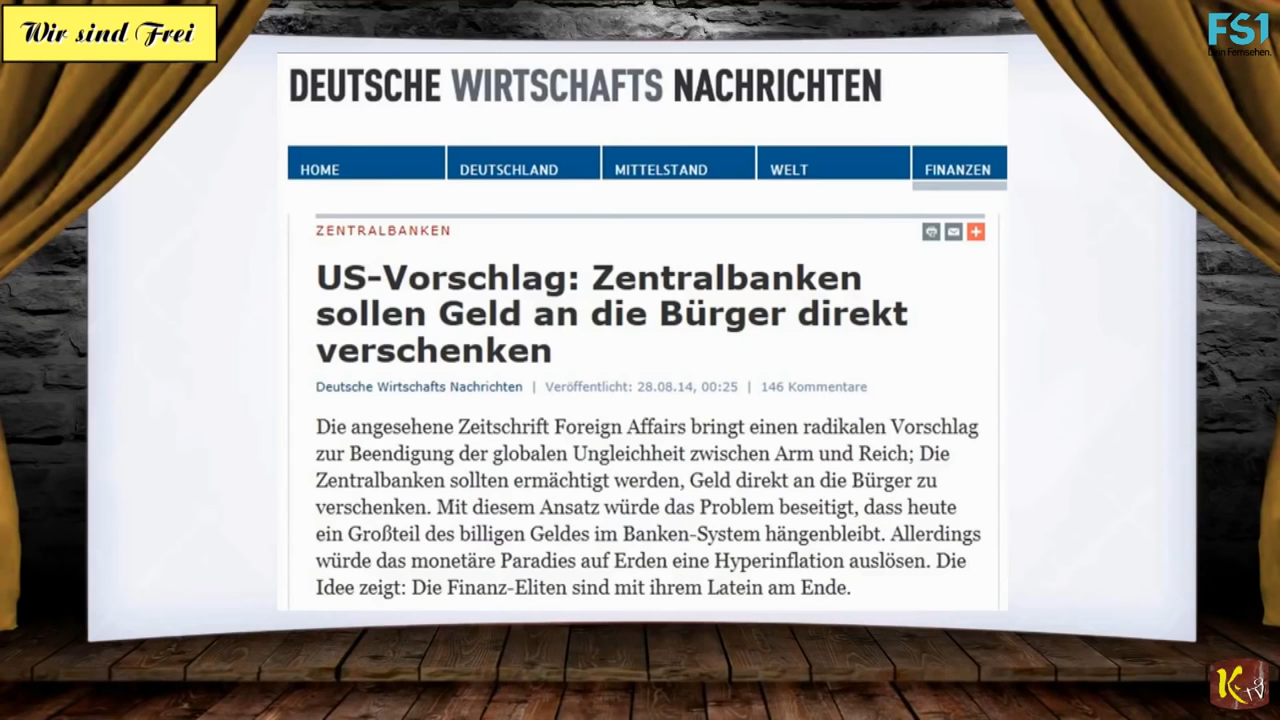 Wir sind Frei
FS1
Dein Fernsehen.
DEUTSCHE WIRTSCHAFTS NACHRICHTEN
HOME DEUTSCHLAND MITTELSTAND WELT FINANZEN
ZENTRALBANKEN
US-Vorschlag: Zentralbanken
sollen Geld an die Bürger direkt
verschenken
Deutsche Wirtschafts Nachrichten | Veröffentlicht: 28.08.14, 00:25 | 146 Kommentare
Die angesehene Zeitschrift Foreign Affairs bringt einen radikalen Vorschlag
zur Beendigung der globalen Ungleichheit zwischen Arm und Reich; Die
Zentralbanken sollten ermächtigt werden, Geld direkt an die Bürger zu
verschenken. Mit diesem Ansatz würde das Problem beseitigt, dass heute
ein Großteil des billigen Geldes im Banken-System hängenbleibt. Allerdings
würde das monetäre Paradies auf Erden eine Hyperinflation auslösen. Die
Idee zeigt: Die Finanz-Eliten sind mit ihrem Latein am Ende.
K-tv